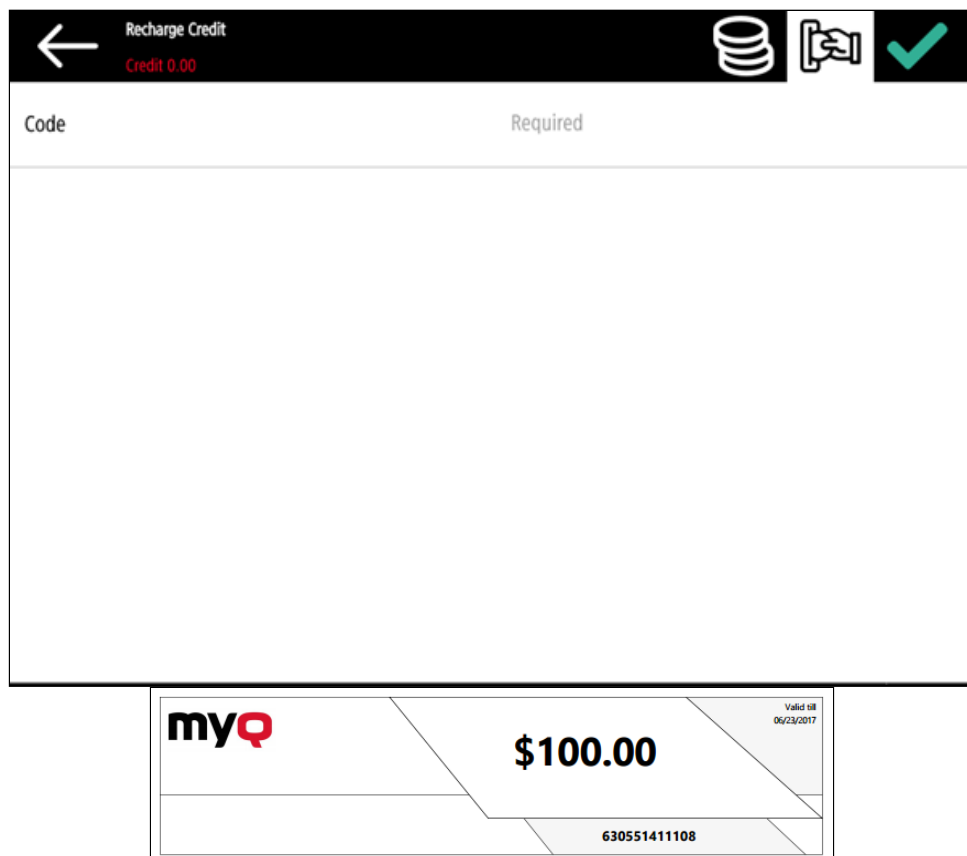 Recharge Credit
Credit 0.00
Code Required
myQ
Valid till
06/23/2017
$100.00
630551411108